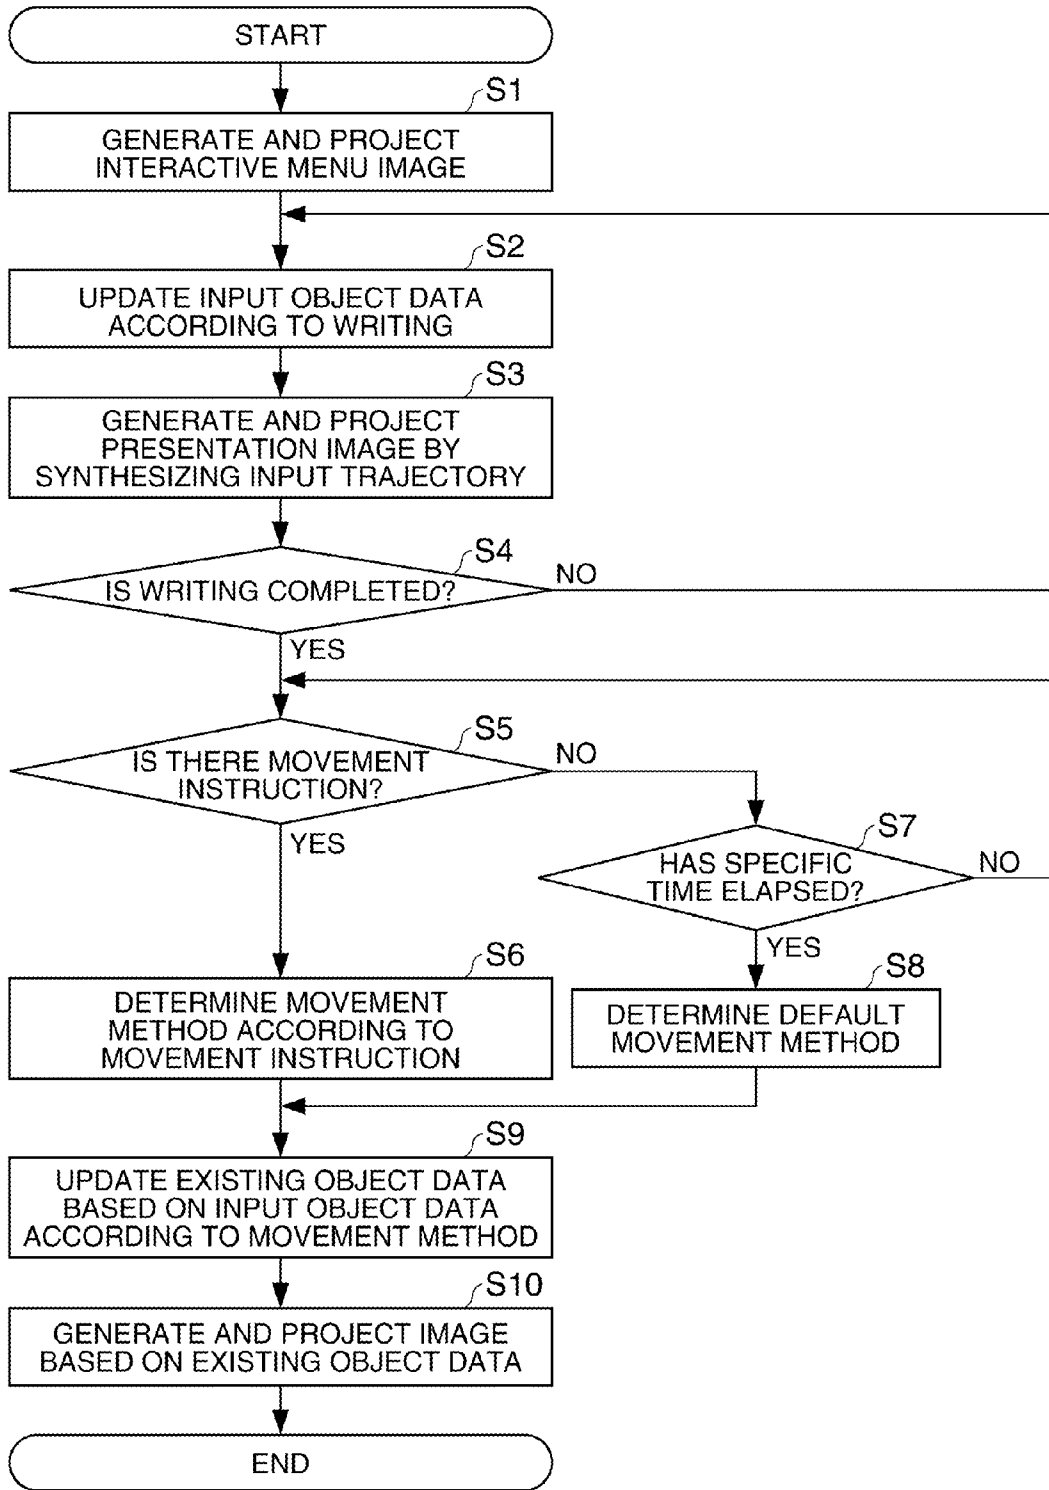 START
S1
GENERATE AND PROJECT
INTERACTIVE MENU IMAGE
S2
UPDATE INPUT OBJECT DATA
ACCORDING TO WRITING
S3
GENERATE AND PROJECT
PRESENTATION IMAGE BY
SYNTHESIZING INPUT TRAJECTORY
S4
IS WRITING COMPLETED?
NO
YES
S5
IS THERE MOVEMENT
INSTRUCTION?
NO
YES
S7
HAS SPECIFIC
TIME ELAPSED?
NO
YES
S6
DETERMINE MOVEMENT
METHOD ACCORDING TO
MOVEMENT INSTRUCTION
S8
DETERMINE DEFAULT
MOVEMENT METHOD
S9
UPDATE EXISTING OBJECT DATA
BASED ON INPUT OBJECT DATA
ACCORDING TO MOVEMENT METHOD
S10
GENERATE AND PROJECT IMAGE
BASED ON EXISTING OBJECT DATA
END